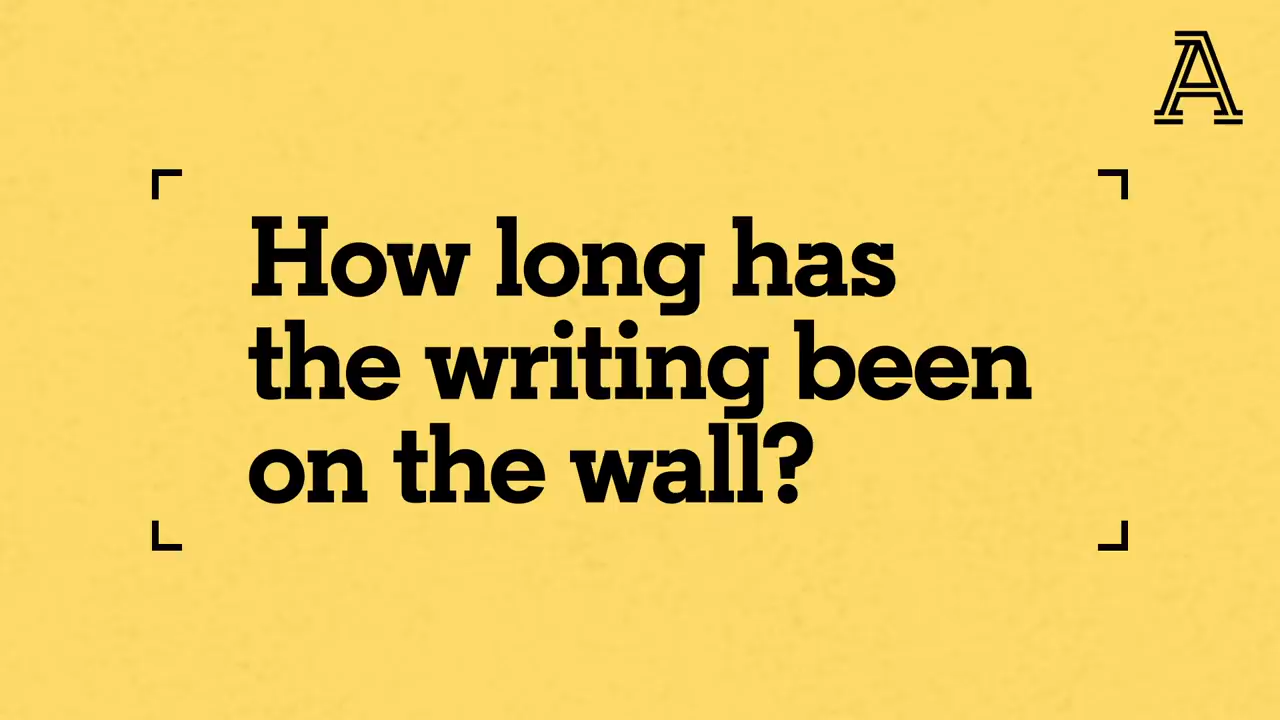 A
How long has
the writing been
on the wall?